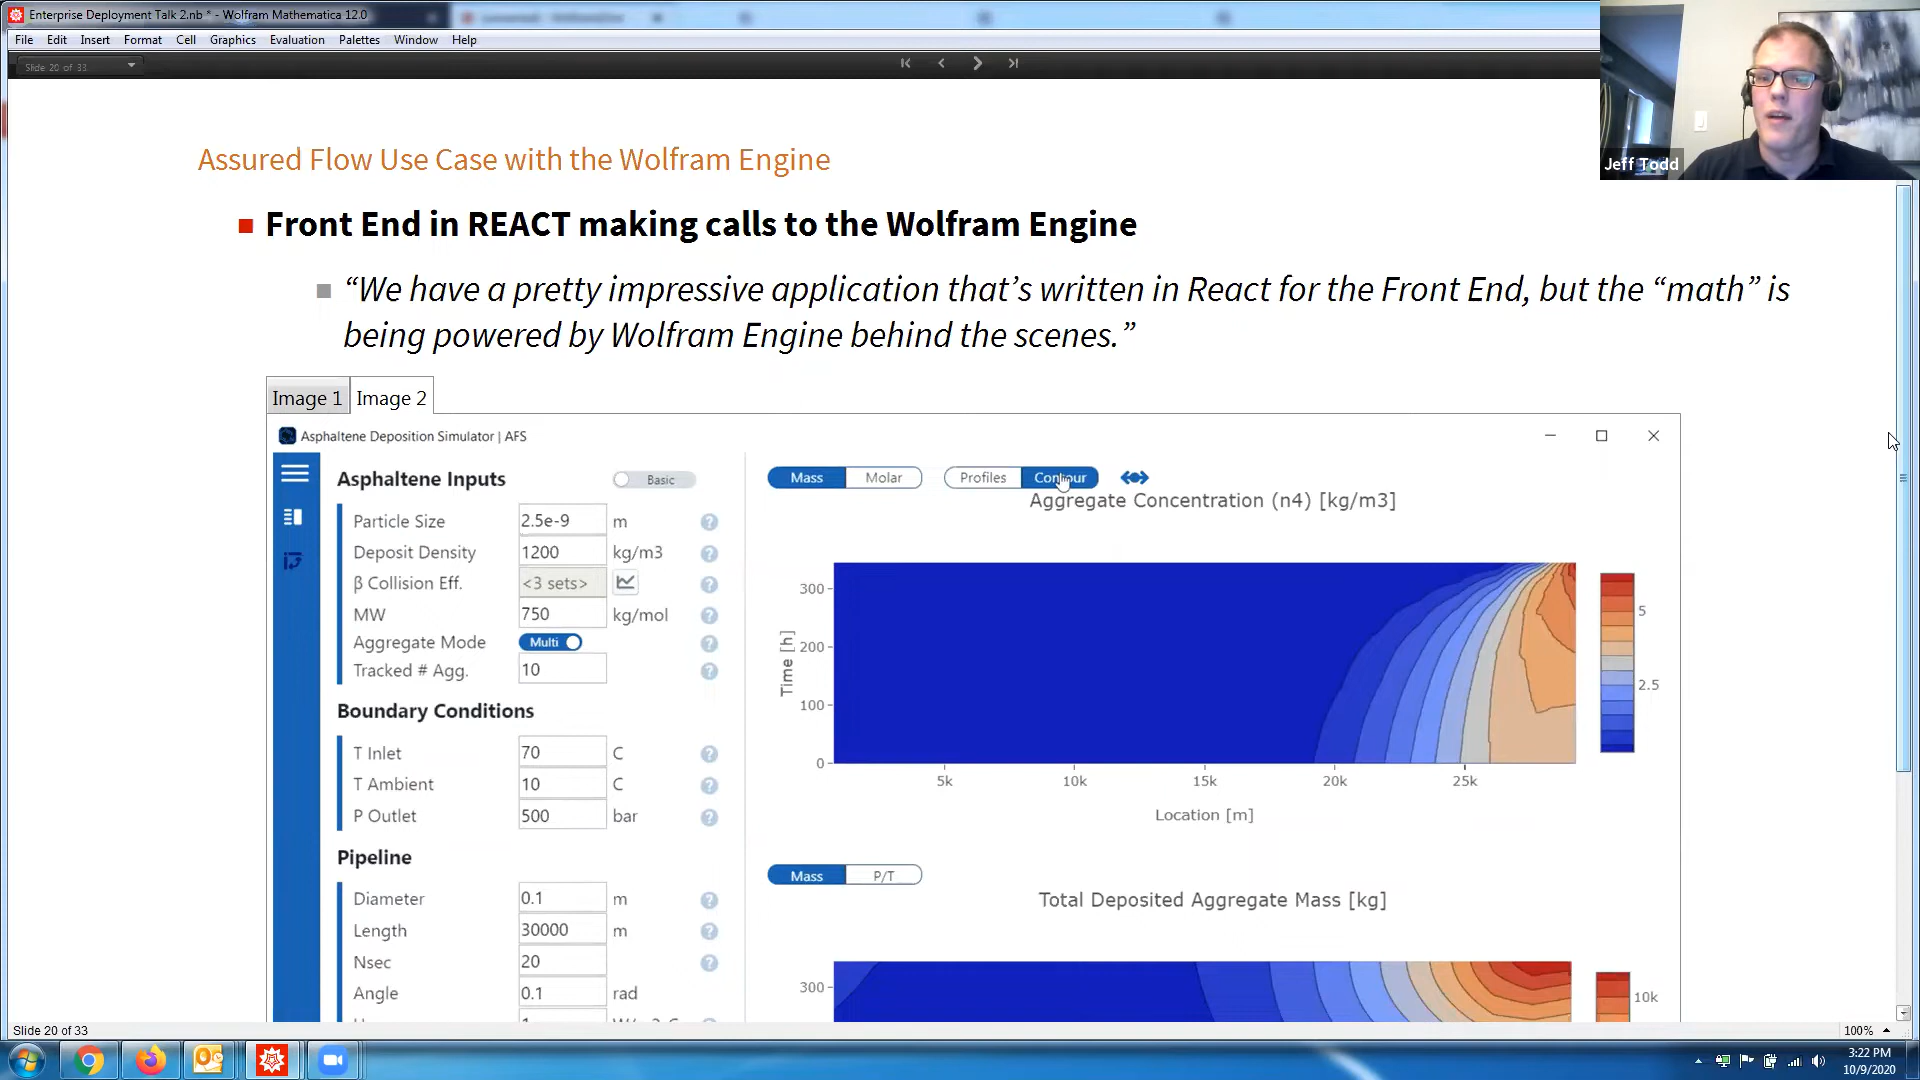 Enterprise Deployment Talk 2.nb * - Wolfram Mathematica 12.0
File Edit Insert Format Cell Graphics Evaluation Palettes Window Help
Slide 20 of 33
Jeff Todd
Assured Flow Use Case with the Wolfram Engine
Front End in REACT making calls to the Wolfram Engine
“We have a pretty impressive application that’s written in React for the Front End, but the “math” is
being powered by Wolfram Engine behind the scenes.”
Image 1 Image 2
Asphaltene Deposition Simulator | AFS
Asphaltene Inputs Basic
Particle Size 2.5e-9 m ?
Deposit Density 1200 kg/m3 ?
β Collision Eff. <3 sets> ?
MW 750 kg/mol ?
Aggregate Mode Multi ?
Tracked # Agg. 10 ?
Boundary Conditions
T Inlet 70 C ?
T Ambient 10 C ?
P Outlet 500 bar ?
Pipeline
Diameter 0.1 m ?
Length 30000 m ?
Nsec 20 ?
Angle 0.1 rad
Mass Molar Profiles Contour
Aggregate Concentration (n4) [kg/m3]
300
200
100
0
Time [h]
5k 10k 15k 20k 25k
Location [m]
5
2.5
Mass P/T
Total Deposited Aggregate Mass [kg]
300
10k
Slide 20 of 33
100%
3:22 PM
10/9/2020